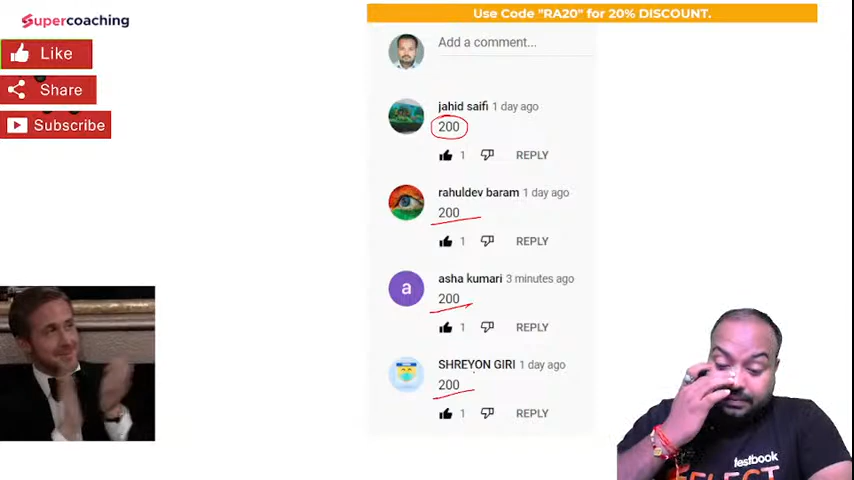 Supercoaching
Use Code "RA20" for 20% DISCOUNT.
Like
Share
Subscribe
Add a comment...
jahid saifi 1 day ago
200
1 REPLY
rahuldev baram 1 day ago
200
1 REPLY
a
asha kumari 3 minutes ago
200
1 REPLY
SHREYON GIRI 1 day ago
200
1 REPLY
testbook
SELECT